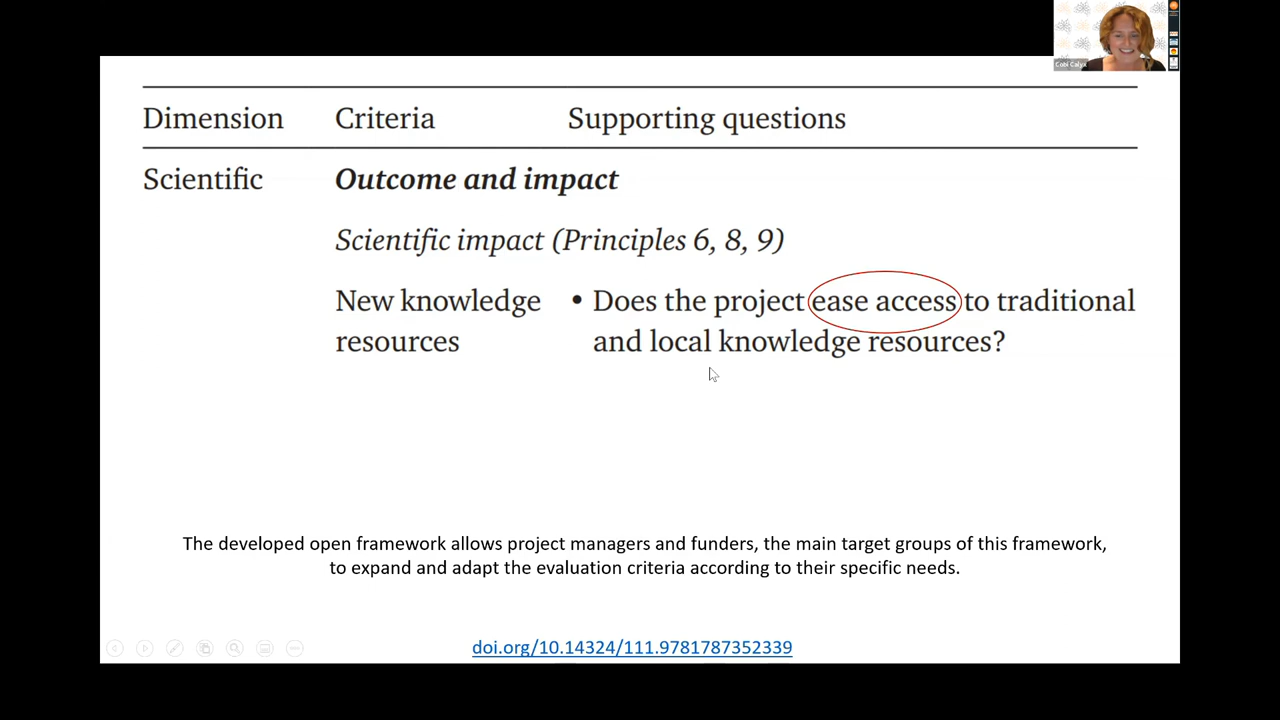 Cobi Calyx
Dimension Criteria Supporting questions
Scientific Outcome and impact
Scientific impact (Principles 6, 8, 9)
New knowledge • Does the project ease access to traditional
resources and local knowledge resources?
The developed open framework allows project managers and funders, the main target groups of this framework,
to expand and adapt the evaluation criteria according to their specific needs.
doi.org/10.14324/111.9781787352339